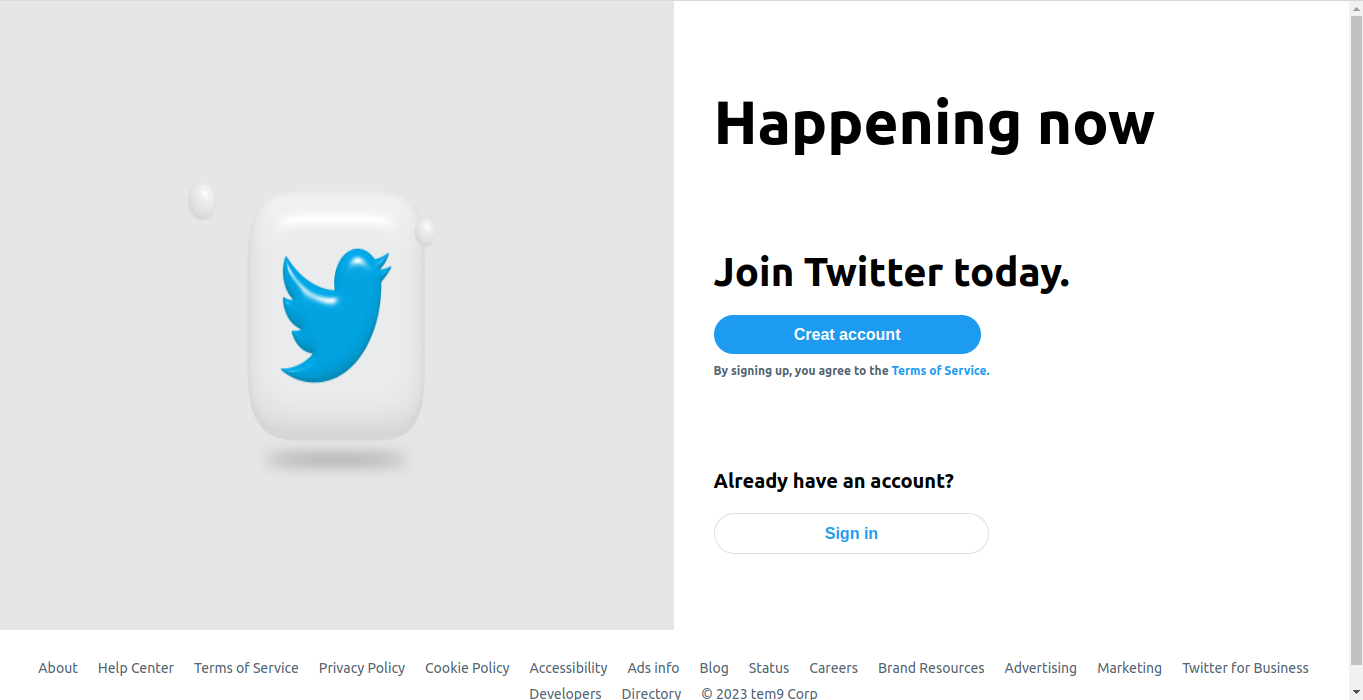 Happening now
Join Twitter today.
Creat account
By signing up, you agree to the Terms of Service.
Already have an account?
Sign in
About Help Center Terms of Service Privacy Policy Cookie Policy Accessibility Ads info Blog Status Careers Brand Resources Advertising Marketing Twitter for Business
Developers Directory © 2023 tem9 Corp